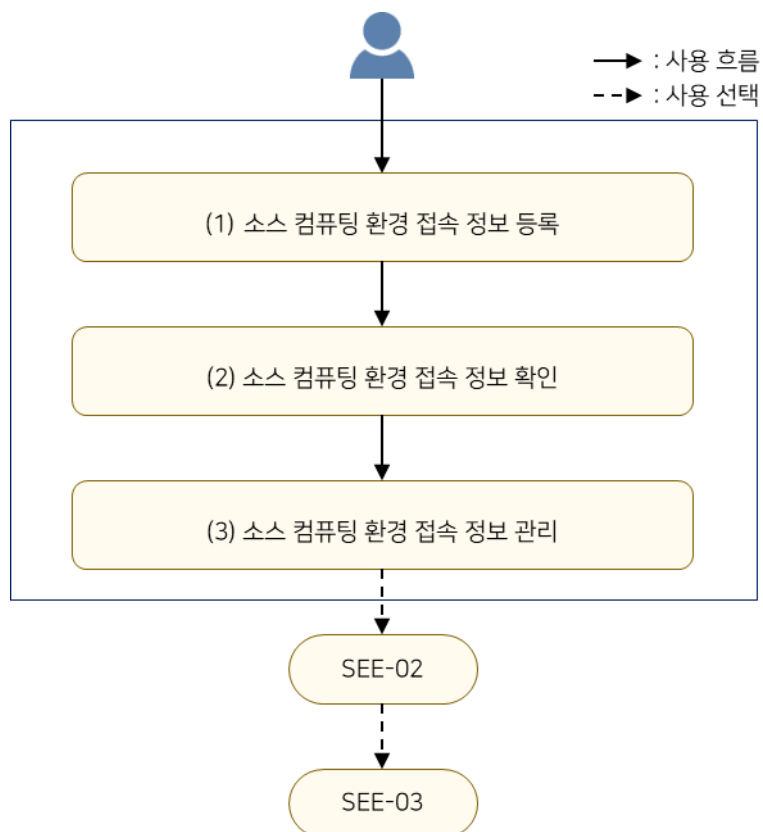 : 사용 흐름
: 사용 선택
(1) 소스 컴퓨팅 환경 접속 정보 등록
(2) 소스 컴퓨팅 환경 접속 정보 확인
(3) 소스 컴퓨팅 환경 접속 정보 관리
SEE-02
SEE-03